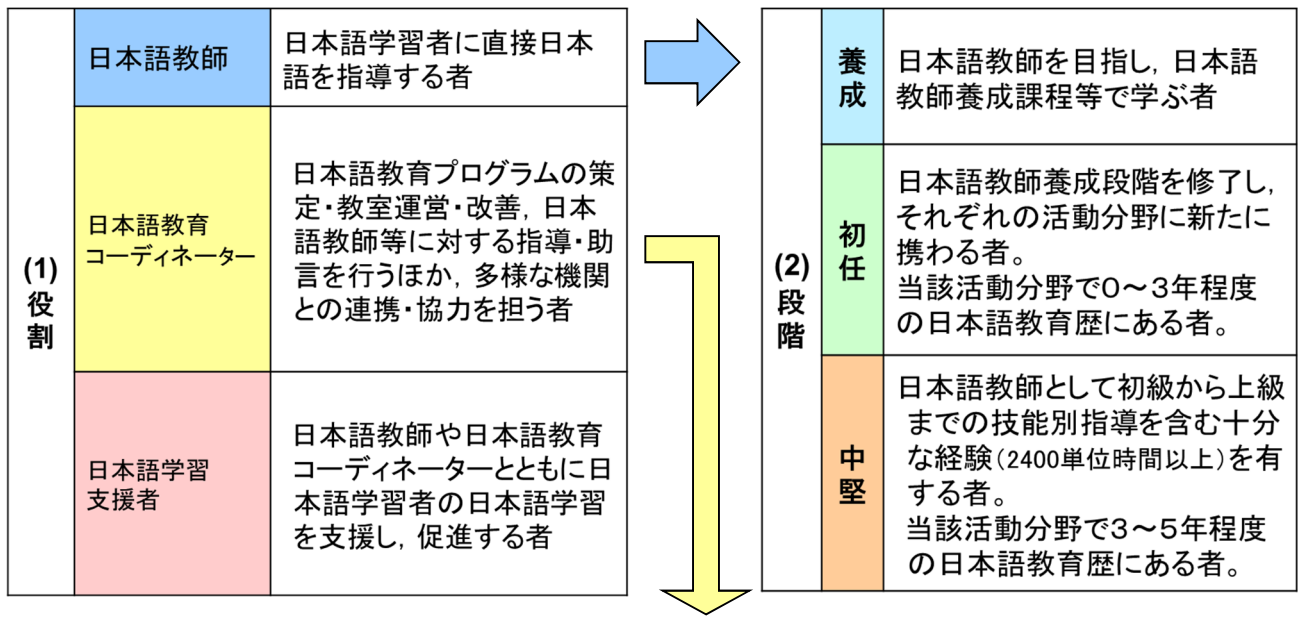 (1)
役
割
日本語教師
日本語学習者に直接日本
語を指導する者
日本語教育
コーディネーター
日本語教育プログラムの策
定・教室運営・改善，日本
語教師等に対する指導・助
言を行うほか，多様な機関
との連携・協力を担う者
日本語学習
支援者
日本語教師や日本語教育
コーディネーターとともに日
本語学習者の日本語学習
を支援し，促進する者
(2)
段
階
養
成
日本語教師を目指し，日本語
教師養成課程等で学ぶ者
初
任
日本語教師養成段階を修了し，
それぞれの活動分野に新たに
携わる者。
当該活動分野で０～３年程度
の日本語教育歴にある者。
中
堅
日本語教師として初級から上級
までの技能別指導を含む十分
な経験（2400単位時間以上）を有
する者。
当該活動分野で３～５年程度
の日本語教育歴にある者。